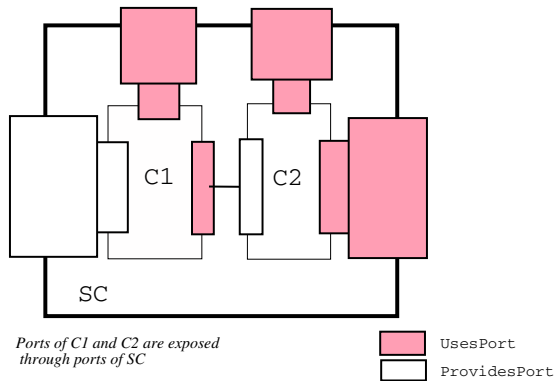 C1
C2
SC
Ports of C1 and C2 are exposed
through ports of SC
UsesPort
ProvidesPort